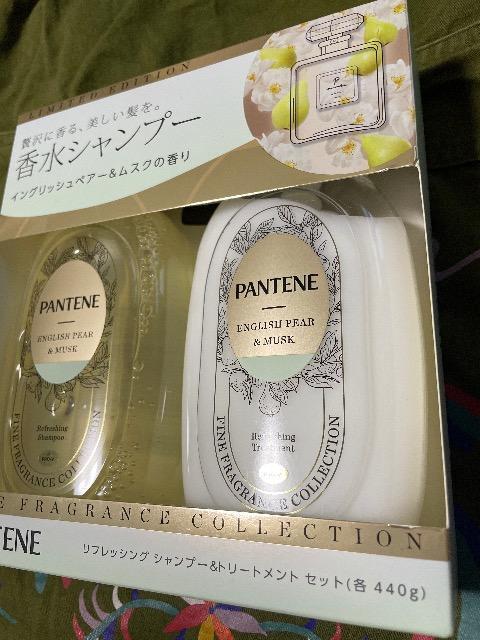 LIMITED EDITION
贅沢に香る、美しい髪を。
香水シャンプー
イングリッシュペアー&ムスクの香り
PANTENE
ENGLISH PEAR
& MUSK
Refreshing
Shampoo
FINE FRAGRANCE COLLECTION
PANTENE
ENGLISH PEAR
& MUSK
Refreshing
Treatment
FINE FRAGRANCE COLLECTION
E FRAGRANCE COLLECTION
NTENE
リフレッシング シャンプー&トリートメント セット(各 440g)